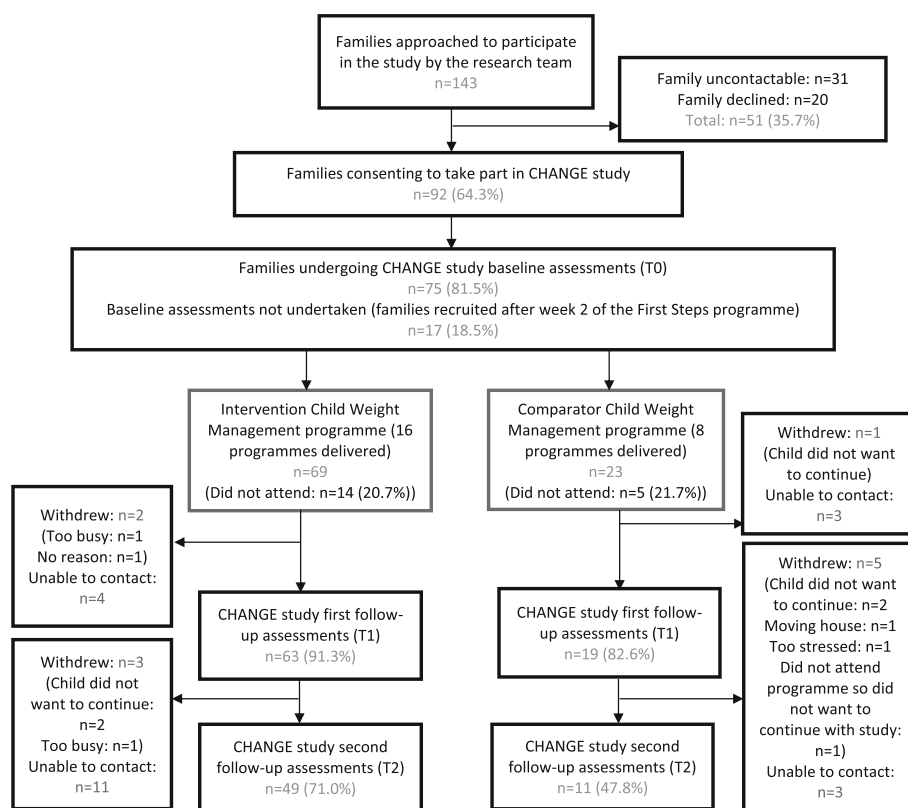 Families approached to participate
in the study by the research team
n=143
Family uncontactable: n=31
Family declined: n=20
Total: n=51 (35.7%)
Families consenting to take part in CHANGE study
n=92 (64.3%)
Families undergoing CHANGE study baseline assessments (T0)
n=75 (81.5%)
Baseline assessments not undertaken (families recruited after week 2 of the First Steps programme)
n=17 (18.5%)
Intervention Child Weight
Management programme (16
programmes delivered)
n=69
(Did not attend: n=14 (20.7%))
Comparator Child Weight
Management programme (8
programmes delivered)
n=23
(Did not attend: n=5 (21.7%))
Withdrew: n=1
(Child did not want
to continue)
Unable to contact:
n=3
Withdrew: n=2
(Too busy: n=1
No reason: n=1)
Unable to contact:
n=4
CHANGE study first follow-
up assessments (T1)
n=63 (91.3%)
CHANGE study first follow-
up assessments (T1)
n=19 (82.6%)
Withdrew: n=5
(Child did not want
to continue: n=2
Moving house: n=1
Too stressed: n=1
Did not attend
programme so did
not want to
continue with study:
n=1)
Unable to contact:
n=3
Withdrew: n=3
(Child did not
want to continue:
n=2
Too busy: n=1)
Unable to contact:
n=11
CHANGE study second
follow-up assessments (T2)
n=49 (71.0%)
CHANGE study second
follow-up assessments (T2)
n=11 (47.8%)